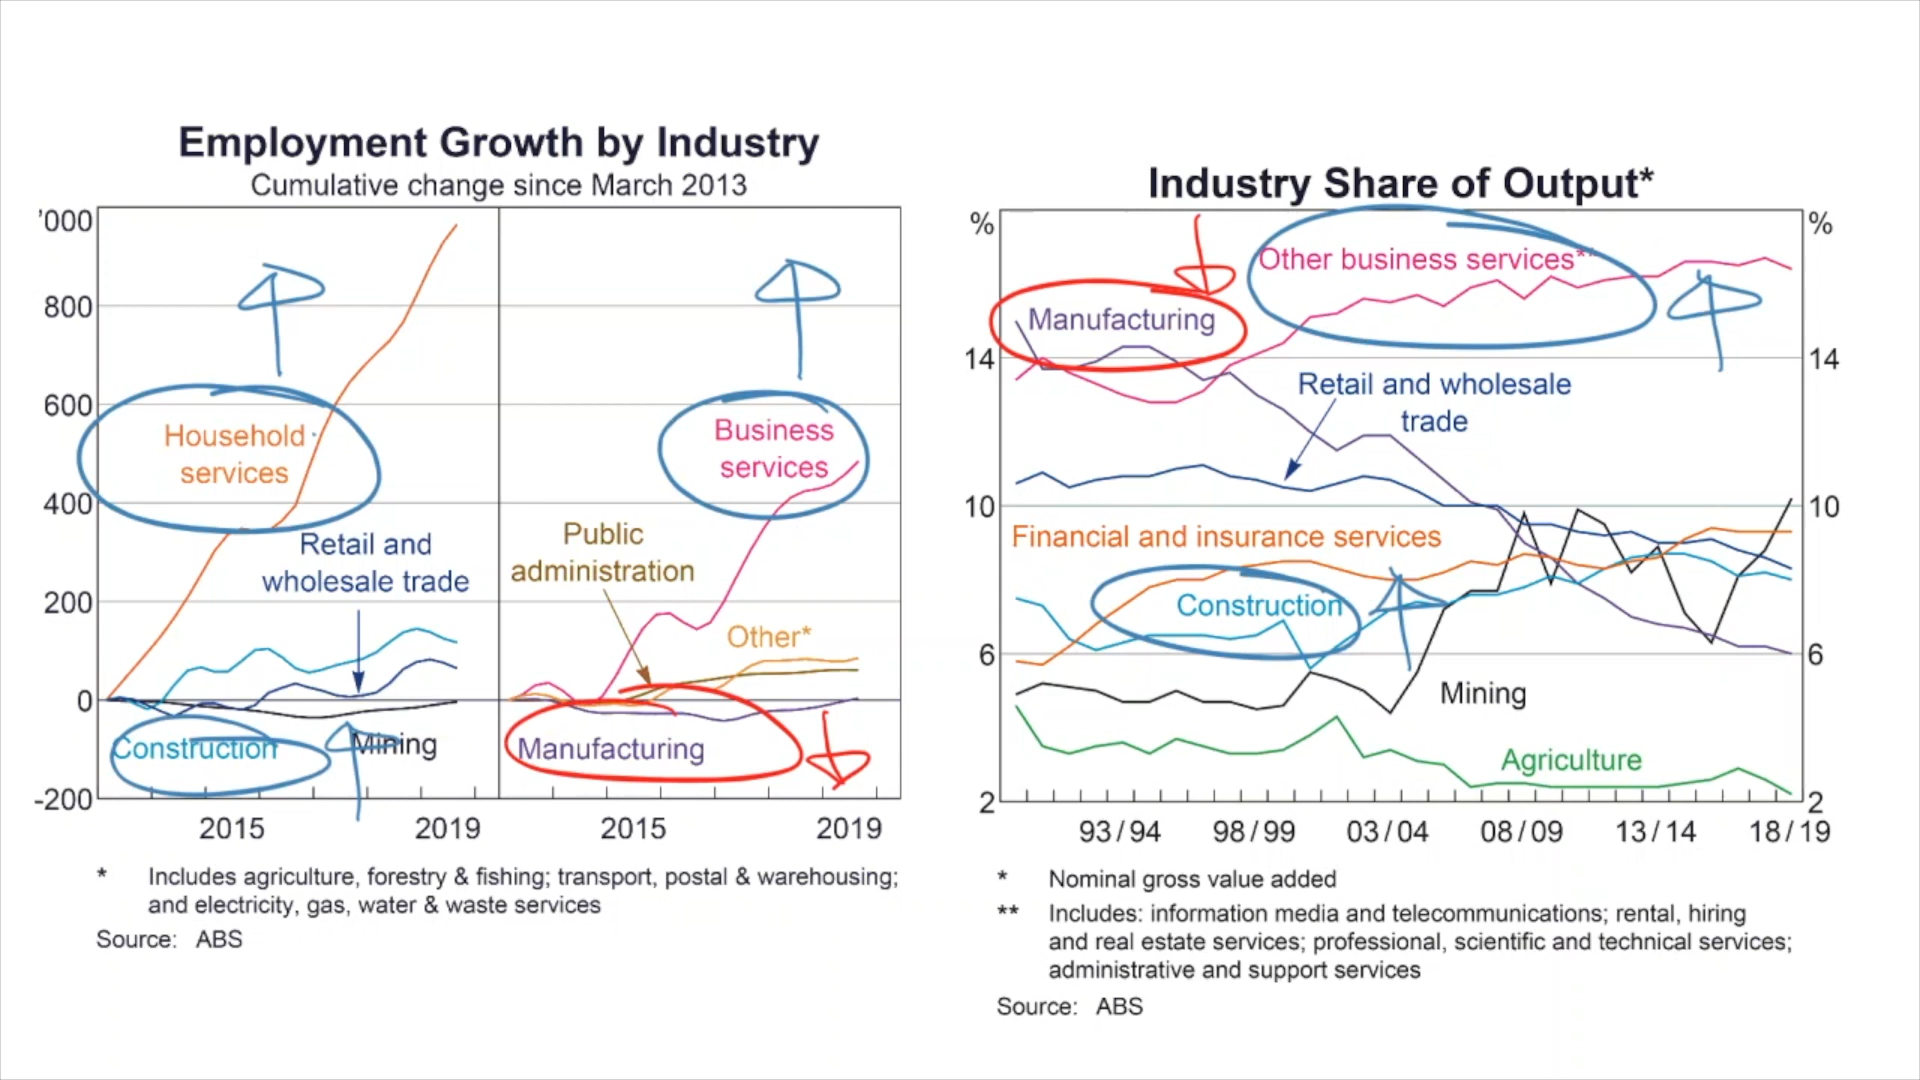 Employment Growth by Industry
Cumulative change since March 2013
’000
800
600
400
200
0
-200
Household
services
Retail and
wholesale trade
Construction
Mining
Business
services
Public
administration
Other*
Manufacturing
2015
2019
2015
2019
* Includes agriculture, forestry & fishing; transport, postal & warehousing;
and electricity, gas, water & waste services
Source: ABS
Industry Share of Output*
%
%
14
14
10
10
6
6
2
2
Other business services**
Manufacturing
Retail and wholesale
trade
Financial and insurance services
Construction
Mining
Agriculture
93/94
98/99
03/04
08/09
13/14
18/19
* Nominal gross value added
** Includes: information media and telecommunications; rental, hiring
and real estate services; professional, scientific and technical services;
administrative and support services
Source: ABS